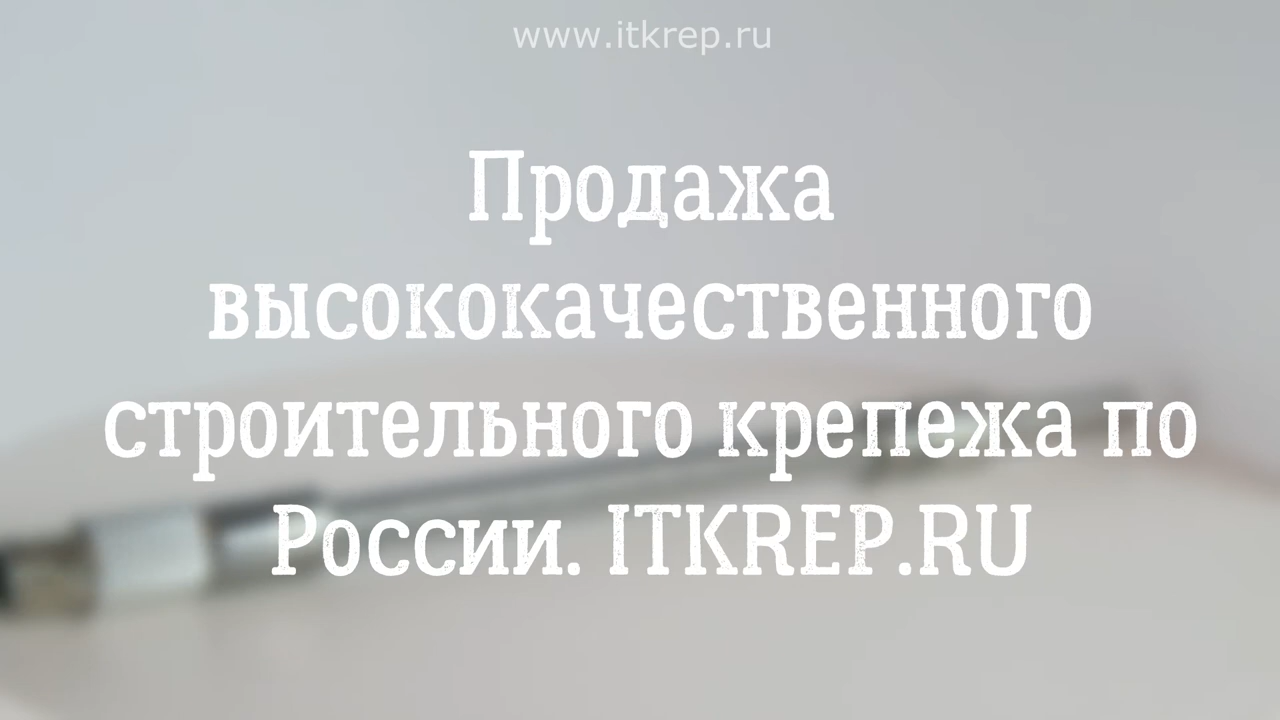 www.itkrep.ru
Продажа
высококачественного
строительного крепежа по
России. ITKREP.RU